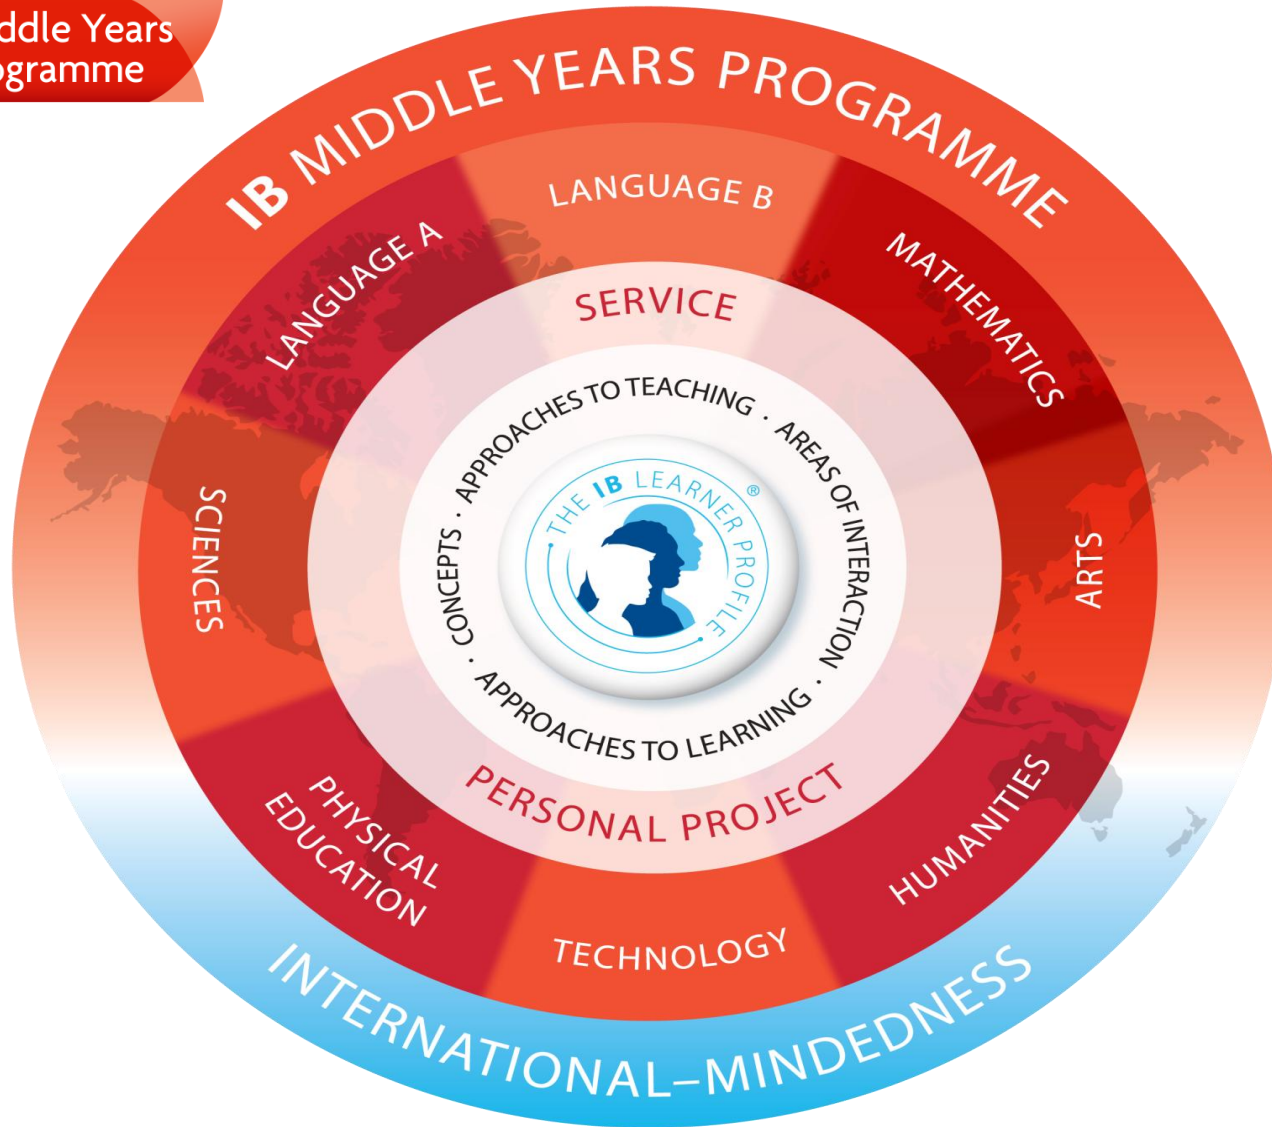 ddle Years
gramme
IB MIDDLE YEARS PROGRAMME
LANGUAGE B
LANGUAGE A
MATHEMATICS
SCIENCES
ARTS
PHYSICAL
EDUCATION
TECHNOLOGY
HUMANITIES
SERVICE
PERSONAL PROJECT
· CONCEPTS · APPROACHES TO TEACHING · AREAS OF INTERACTION ·
APPROACHES TO LEARNING
· THE IB LEARNER PROFILE · ®
INTERNATIONAL–MINDEDNESS